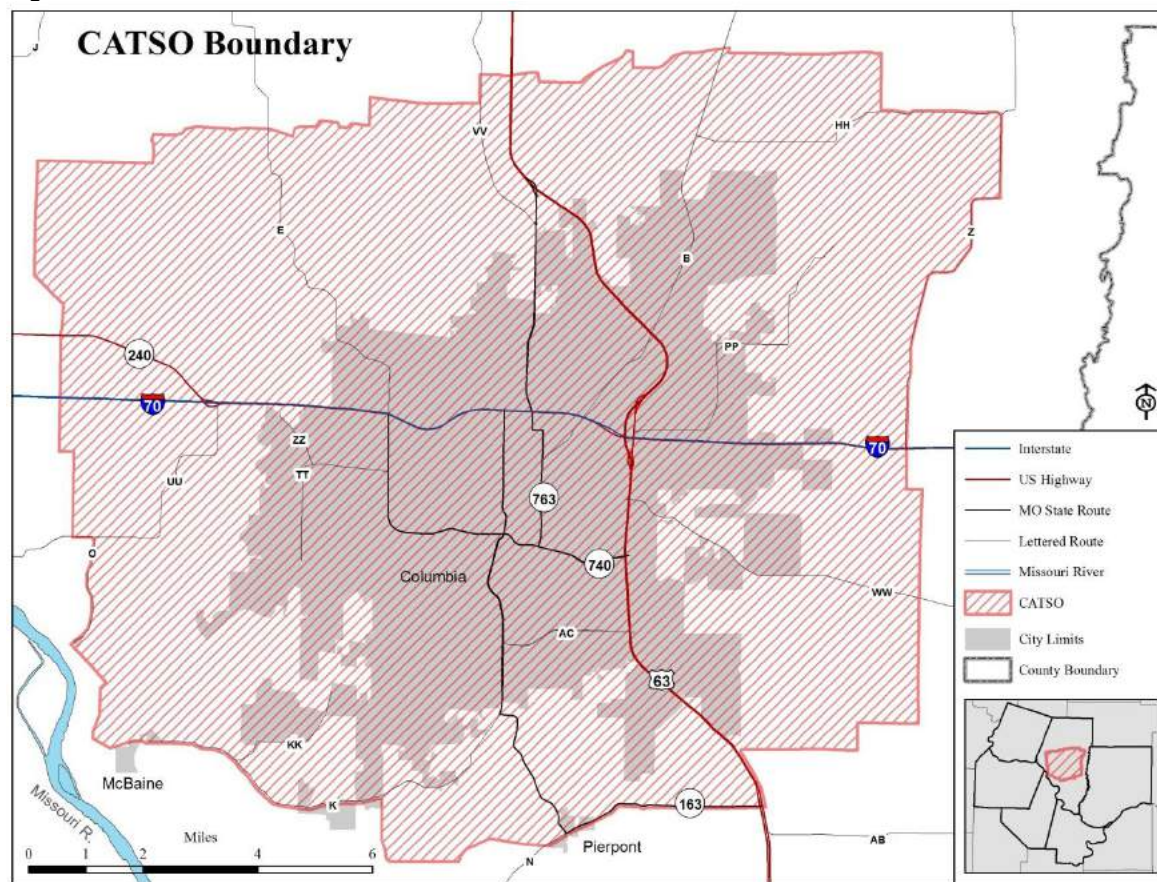 CATSO Boundary
J
VV
HH
E
Z
B
240
PP
70
N
70
ZZ
TT
UU
763
O
740
Columbia
WW
AC
63
KK
McBaine
K
163
Missouri R.
Miles
Pierpont
AB
N
0 1 2 4 6
Interstate
US Highway
MO State Route
Lettered Route
Missouri River
CATSO
City Limits
County Boundary